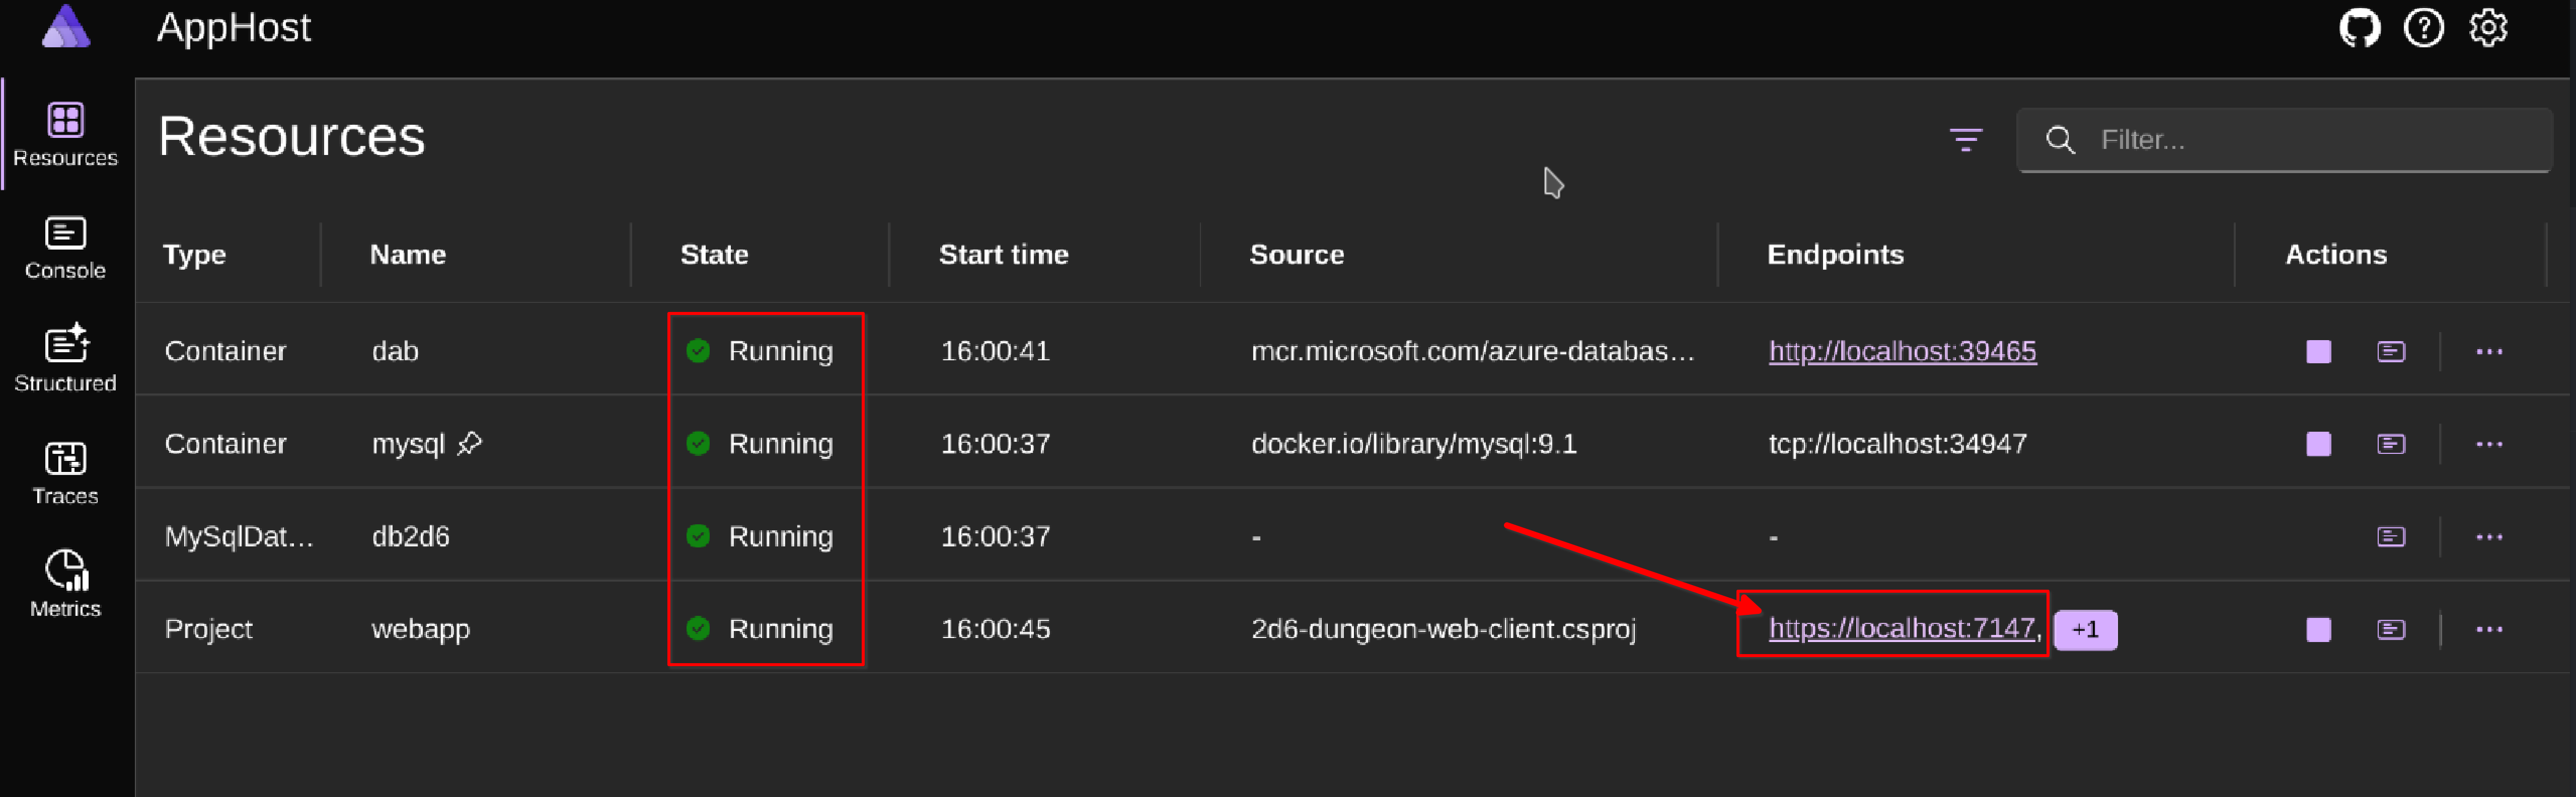 AppHost
Resources
Resources
Filter...
Console
Structured
Traces
Metrics
Type Name State Start time Source Endpoints Actions
Container dab Running 16:00:41 mcr.microsoft.com/azure-databas... http://localhost:39465
Container mysql Running 16:00:37 docker.io/library/mysql:9.1 tcp://localhost:34947
MySqlDat... db2d6 Running 16:00:37 - -
Project webapp Running 16:00:45 2d6-dungeon-web-client.csproj https://localhost:7147, +1